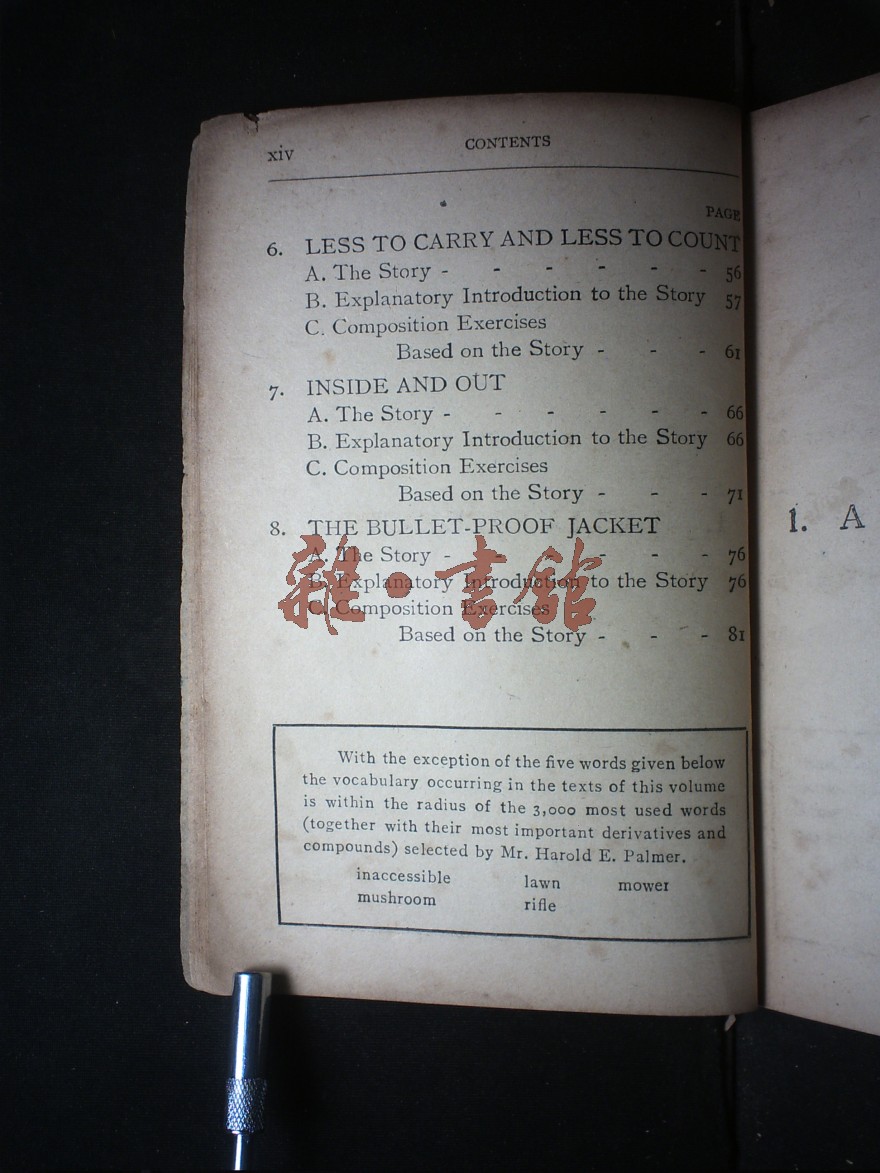 xiv CONTENTS
PAGE
6. LESS TO CARRY AND LESS TO COUNT
A. The Story - - - - - - 56
B. Explanatory Introduction to the Story 57
C. Composition Exercises
Based on the Story - - - 61
7. INSIDE AND OUT
A. The Story - - - - - - 66
B. Explanatory Introduction to the Story 66
C. Composition Exercises
Based on the Story - - - 71
8. THE BULLET-PROOF JACKET
A. The Story - - - - - - 76
B. Explanatory Introduction to the Story 76
C. Composition Exercises
Based on the Story - - - 81
雜·書館
With the exception of the five words given below
the vocabulary occurring in the texts of this volume
is within the radius of the 3,000 most used words
(together with their most important derivatives and
compounds) selected by Mr. Harold E. Palmer.
inaccessible lawn mower
mushroom rifle
1. A